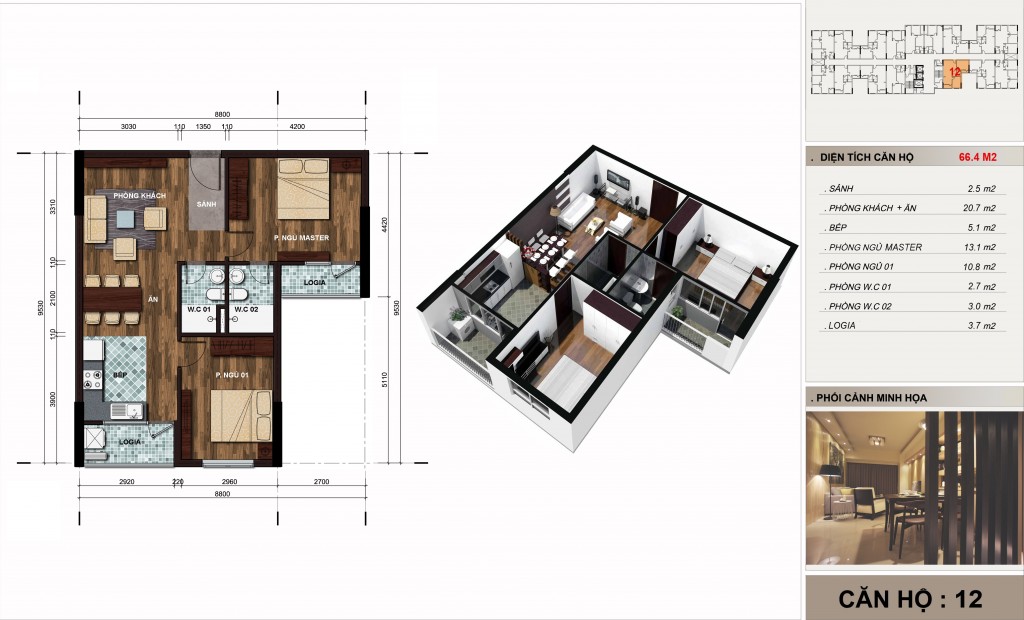 8800
3030 110 1350 110 4200
9530
3310
110
2100
110
3900
PHÒNG KHÁCH
SẢNH
P. NGỦ MASTER
LOGIA
ĂN
W.C 01 W.C 02
BẾP
P. NGỦ 01
LOGIA
4420
9530
5110
2920 220 2960 2700
8800
12
. DIỆN TÍCH CĂN HỘ 66.4 M2
. SẢNH 2.5 m2
. PHÒNG KHÁCH + ĂN 20.7 m2
. BẾP 5.1 m2
. PHÒNG NGỦ MASTER 13.1 m2
. PHÒNG NGỦ 01 10.8 m2
. PHÒNG W.C 01 2.7 m2
. PHÒNG W.C 02 3.0 m2
. LOGIA 3.7 m2
. PHỐI CẢNH MINH HỌA
CĂN HỘ : 12